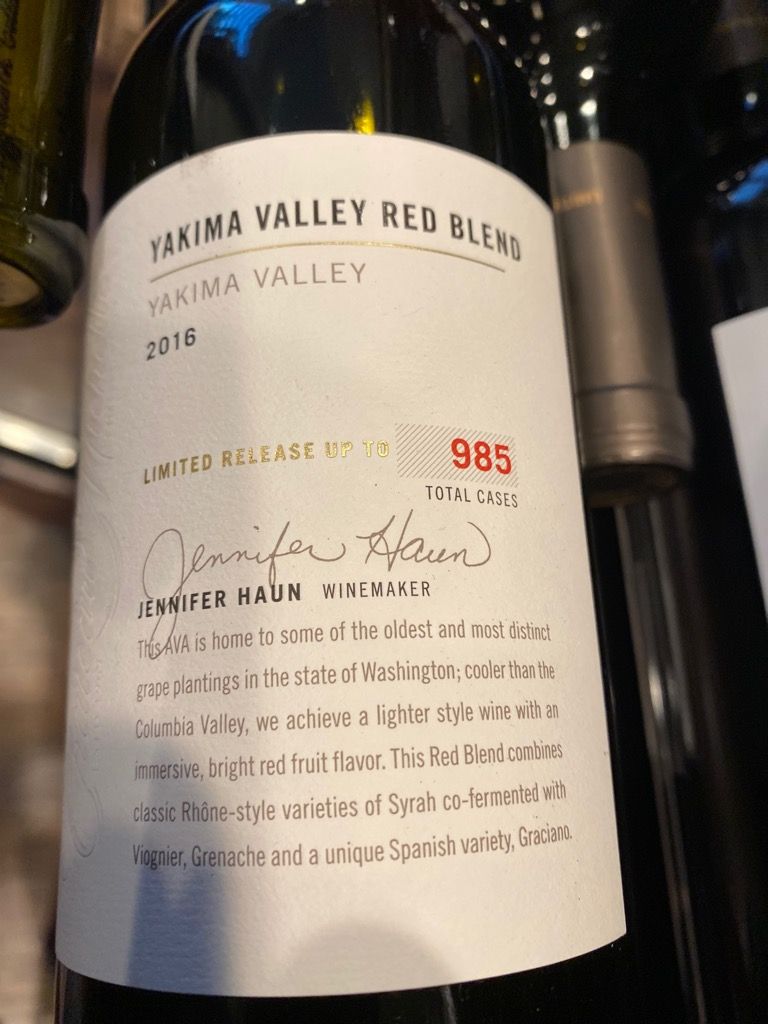 YAKIMA VALLEY RED BLEND
YAKIMA VALLEY
2016
LIMITED RELEASE UP TO 985
TOTAL CASES
Jennifer Haun
JENNIFER HAUN WINEMAKER
This AVA is home to some of the oldest and most distinct
grape plantings in the state of Washington; cooler than the
Columbia Valley, we achieve a lighter style wine with an
immersive, bright red fruit flavor. This Red Blend combines
classic Rhône-style varieties of Syrah co-fermented with
Viognier, Grenache and a unique Spanish variety, Graciano.